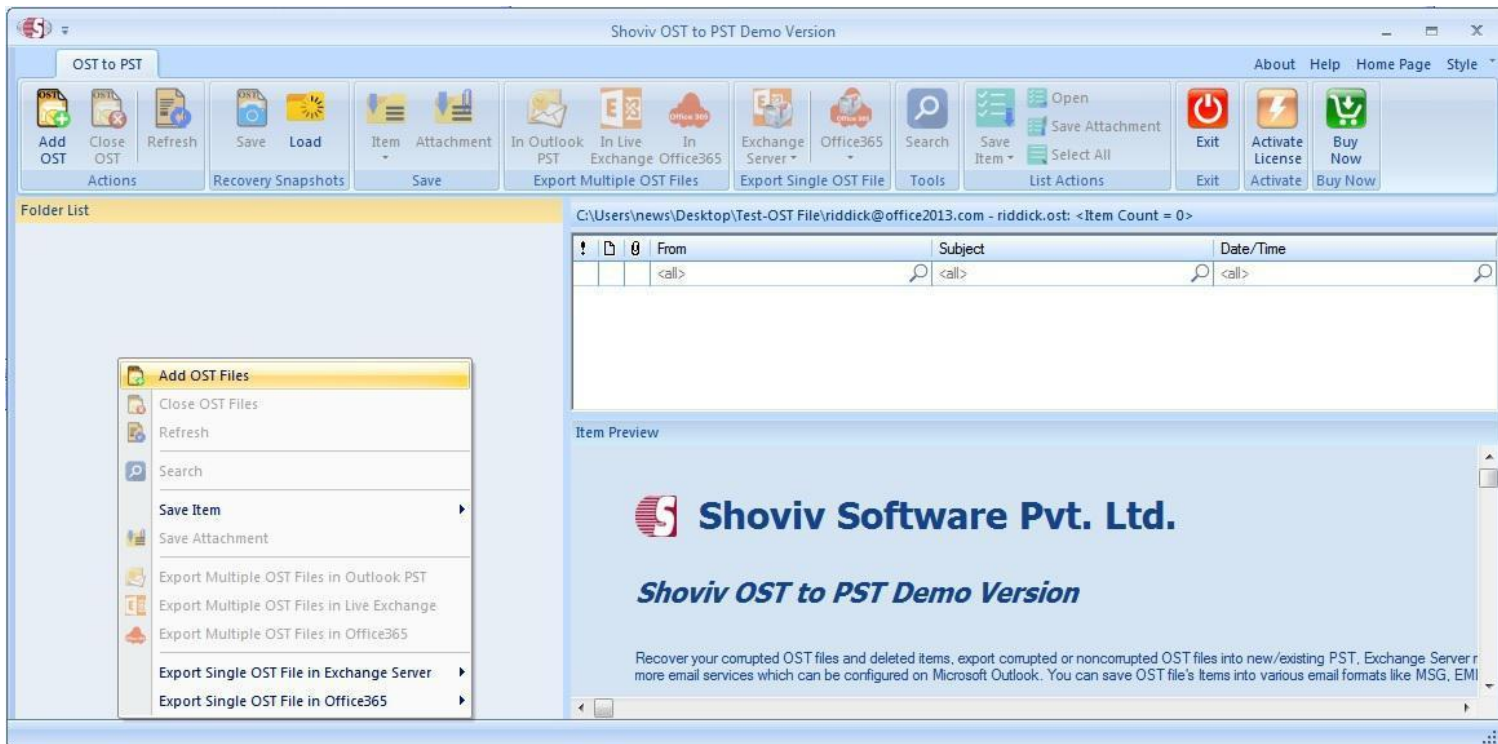 Shoviv OST to PST Demo Version
OST to PST
About Help Home Page Style
Add OST
Close OST
Refresh
Save
Load
Item
Attachment
In Outlook PST
In Live Exchange
In Office365
Exchange Server
Office365
Search
Save Item
Open
Save Attachment
Select All
Exit
Activate License
Buy Now
Actions
Recovery Snapshots
Save
Export Multiple OST Files
Export Single OST File
Tools
List Actions
Exit
Activate
Buy Now
Folder List
C:\Users\news\Desktop\Test-OST File\riddick@office2013.com - riddick.ost: <Item Count = 0>
From Subject Date/Time
<all> <all> <all>
Add OST Files
Close OST Files
Refresh
Search
Save Item
Save Attachment
Export Multiple OST Files in Outlook PST
Export Multiple OST Files in Live Exchange
Export Multiple OST Files in Office365
Export Single OST File in Exchange Server
Export Single OST File in Office365
Item Preview
Shoviv Software Pvt. Ltd.
Shoviv OST to PST Demo Version
Recover your corrupted OST files and deleted items, export corrupted or noncorrupted OST files into new/existing PST, Exchange Server
more email services which can be configured on Microsoft Outlook. You can save OST file's Items into various email formats like MSG,